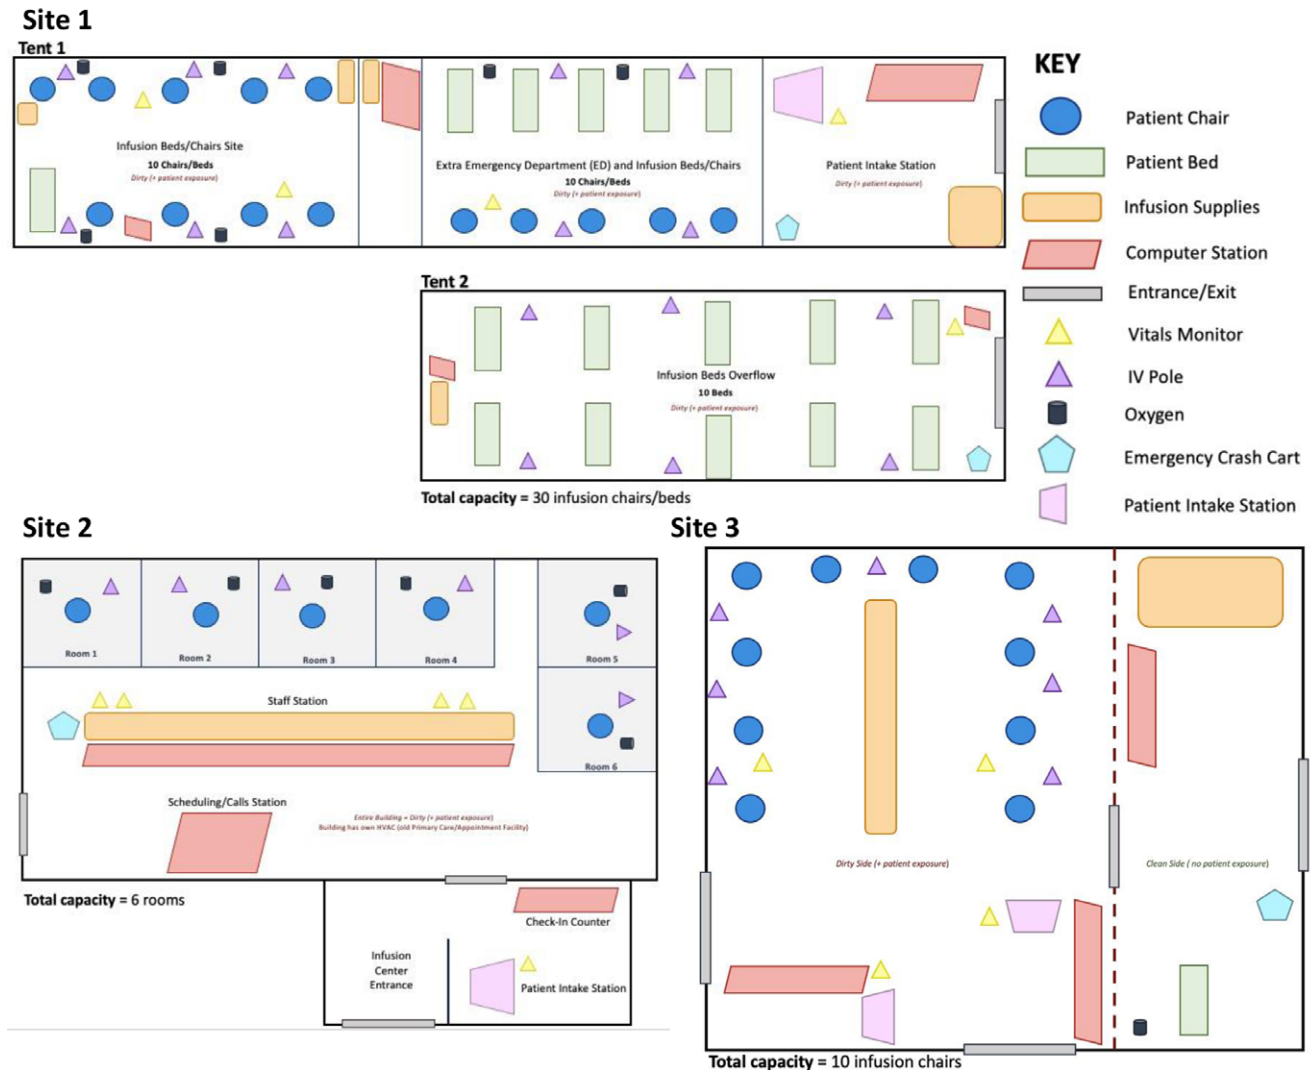 Site 1
Tent 1
Infusion Beds/Chairs Site
10 Chairs/Beds
Dirty (+ patient exposure)
Extra Emergency Department (ED) and Infusion Beds/Chairs
10 Chairs/Beds
Dirty (+ patient exposure)
Patient Intake Station
Dirty (+ patient exposure)
KEY
Patient Chair
Patient Bed
Infusion Supplies
Computer Station
Entrance/Exit
Vitals Monitor
IV Pole
Oxygen
Emergency Crash Cart
Patient Intake Station
Tent 2
Infusion Beds Overflow
10 Beds
Dirty (+ patient exposure)
Total capacity = 30 infusion chairs/beds
Site 2
Room 1
Room 2
Room 3
Room 4
Room 5
Staff Station
Room 6
Scheduling/Calls Station
Entire Building = Dirty (+ patient exposure)
Building has own HVAC (old Primary Care/Appointment Facility)
Total capacity = 6 rooms
Check-In Counter
Infusion
Center
Entrance
Patient Intake Station
Site 3
Dirty Side (+ patient exposure)
Clean Side ( no patient exposure)
Total capacity = 10 infusion chairs